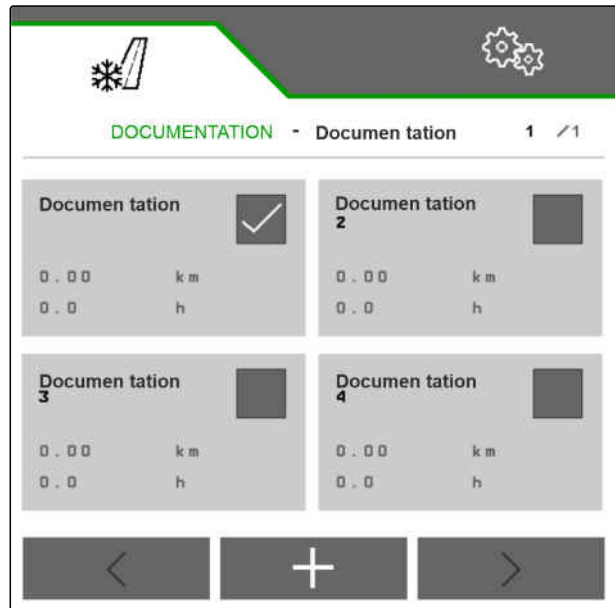 DOCUMENTATION - Documen tation 1 /1
Documen tation
0.00 km
0.0 h
Documen tation
2
0.00 km
0.0 h
Documen tation
3
0.00 km
0.0 h
Documen tation
4
0.00 km
0.0 h